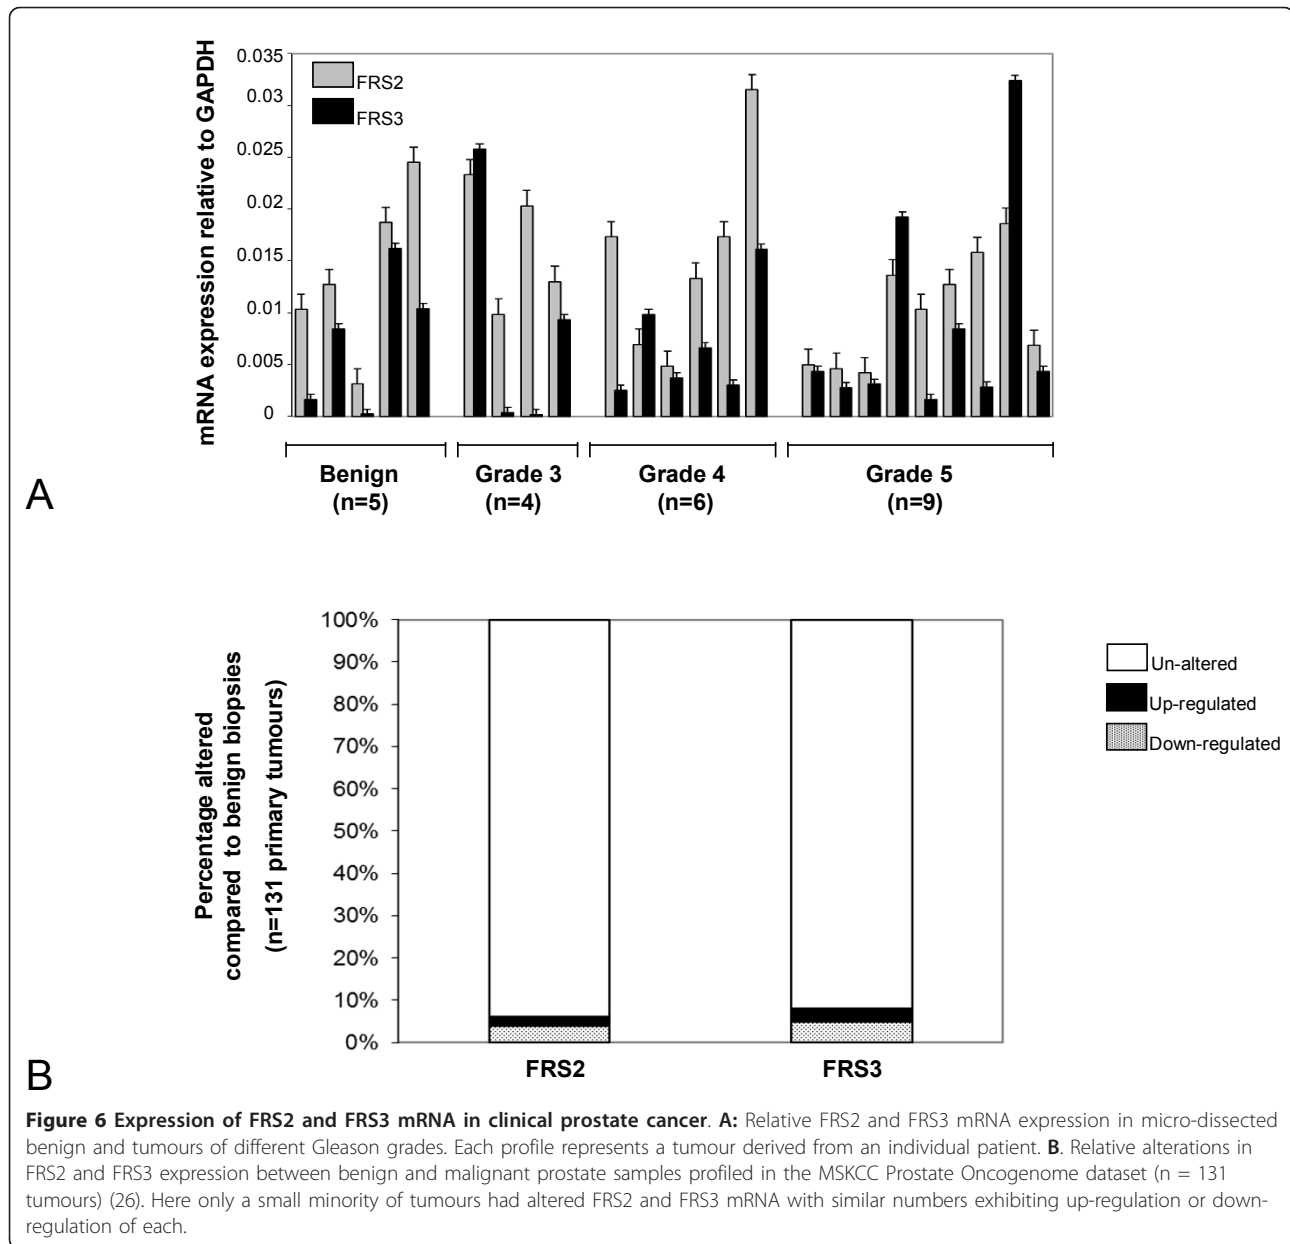 mRNA expression relative to GAPDH
0.035
0.03
0.025
0.02
0.015
0.01
0.005
0
FRS2
FRS3
Benign
(n=5)
Grade 3
(n=4)
Grade 4
(n=6)
Grade 5
(n=9)
A
Percentage altered
compared to benign biopsies
(n=131 primary tumours)
100%
90%
80%
70%
60%
50%
40%
30%
20%
10%
0%
FRS2
FRS3
Un-altered
Up-regulated
Down-regulated
B
Figure 6 Expression of FRS2 and FRS3 mRNA in clinical prostate cancer. A: Relative FRS2 and FRS3 mRNA expression in micro-dissected
benign and tumours of different Gleason grades. Each profile represents a tumour derived from an individual patient. B. Relative alterations in
FRS2 and FRS3 expression between benign and malignant prostate samples profiled in the MSKCC Prostate Oncogenome dataset (n = 131
tumours) (26). Here only a small minority of tumours had altered FRS2 and FRS3 mRNA with similar numbers exhibiting up-regulation or down-
regulation of each.